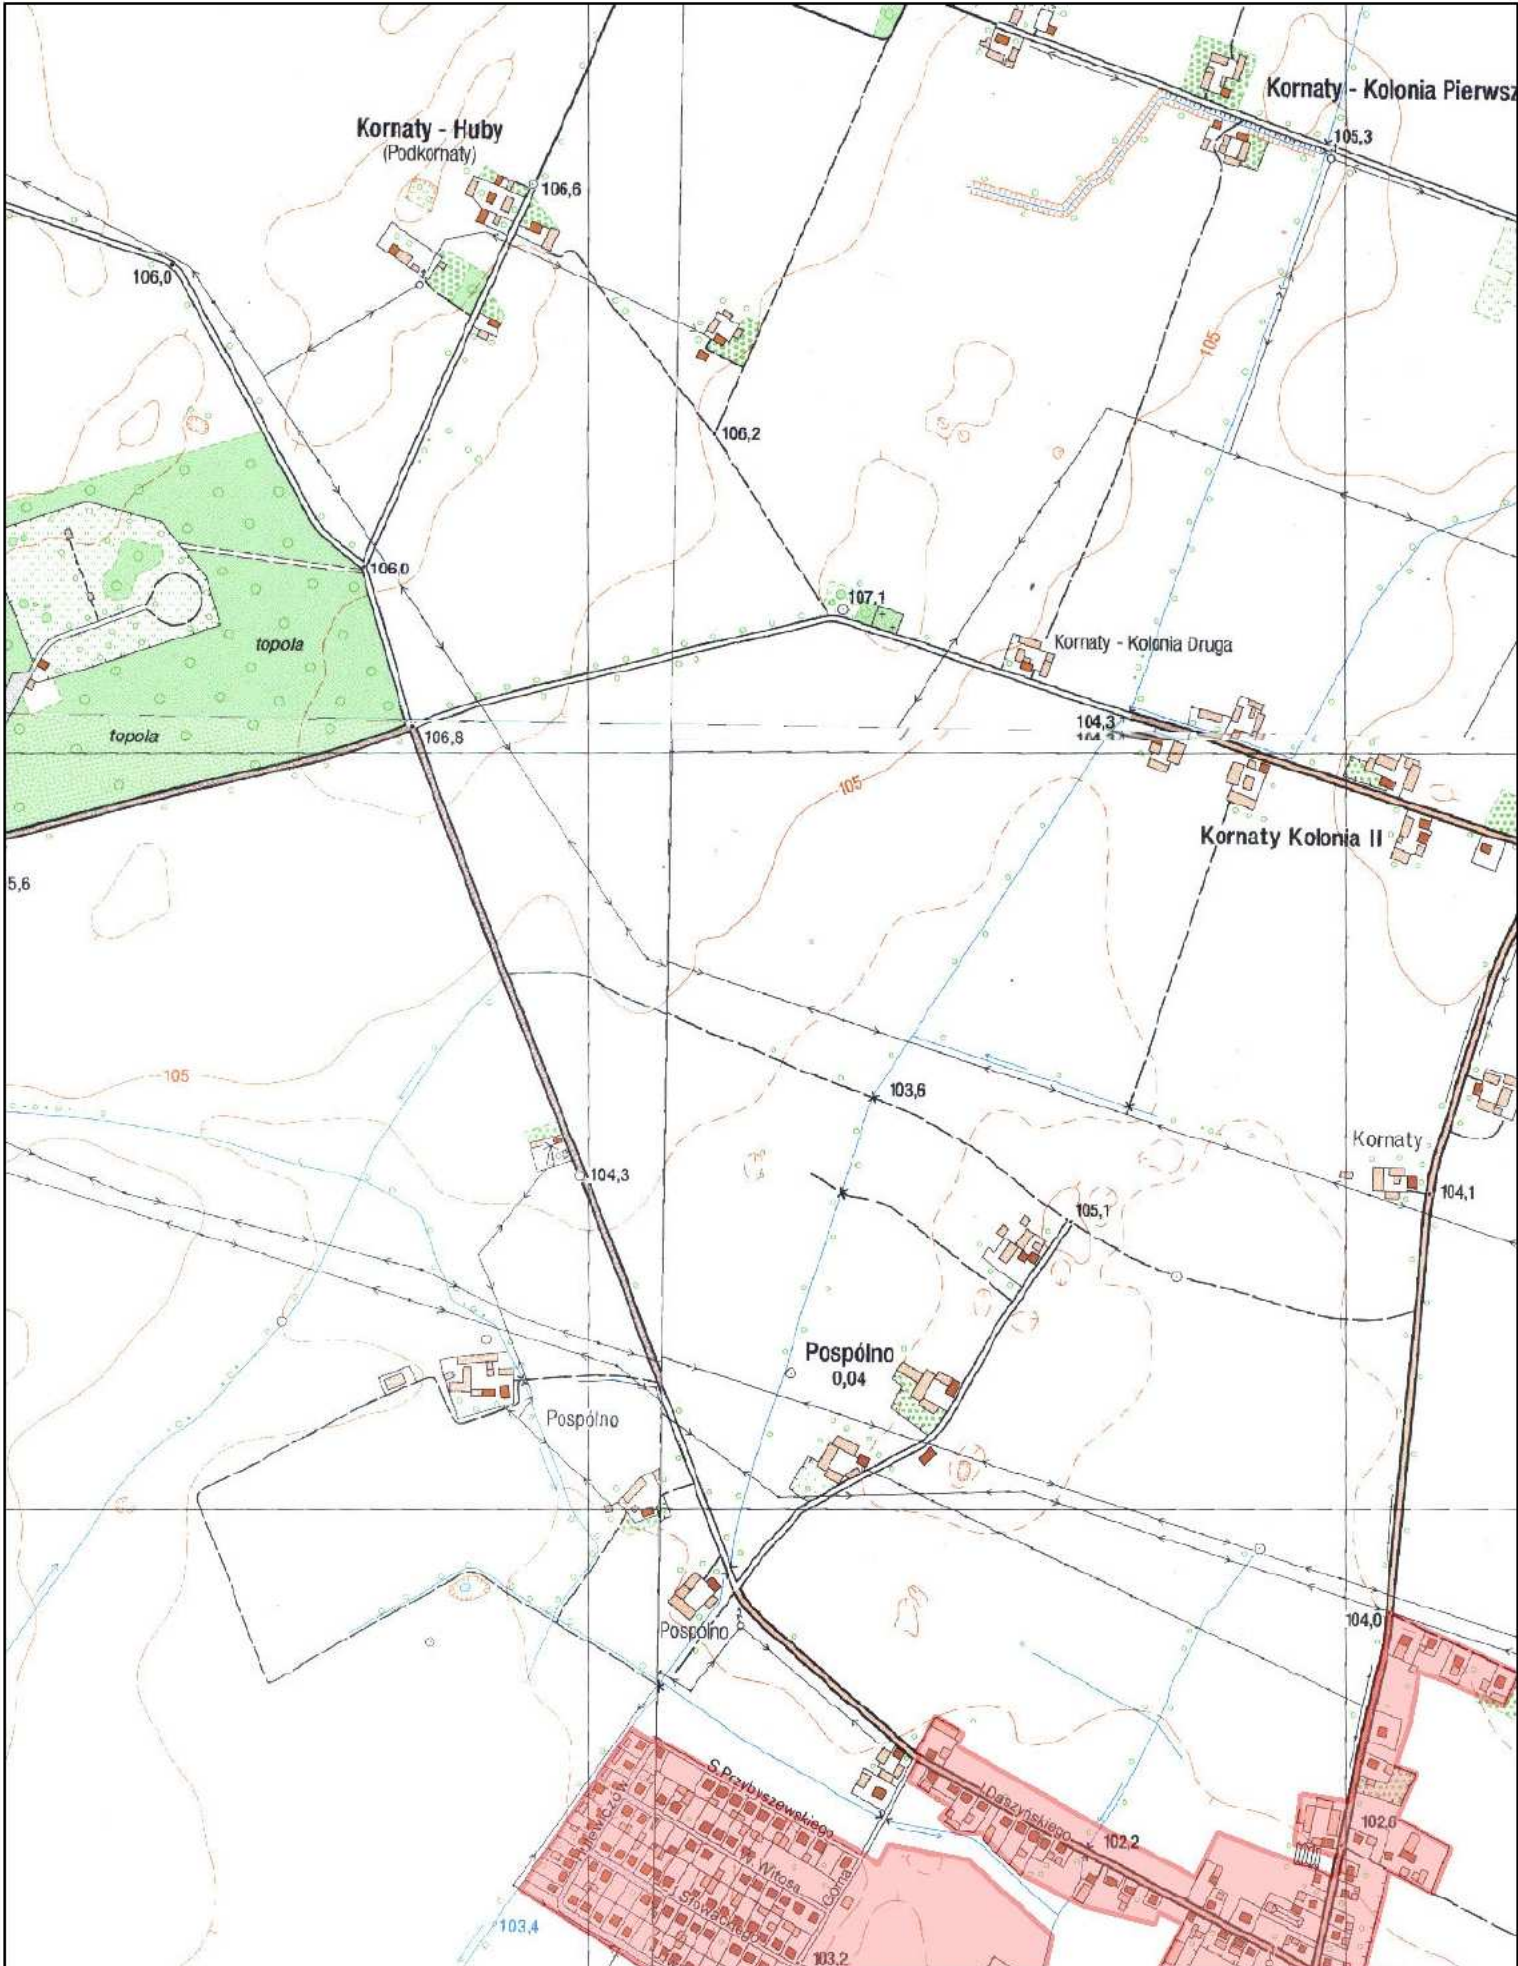 Kornaty - Kolonia Pierwsz
Kornaty - Huby
(Podkornaty)
105,3
106,6
106,0
105
106,2
106,0
107,1
topola
Kornaty - Kolonia Druga
104,3
topola
106,8
105
Kornaty Kolonia II
5,6
105
103,6
Kornaty
104,3
104,1
105,1
Pospólno
0,04
Pospólno
Pospólno
104,0
S.Przybyszewskiego
I.Daszyńskiego
102,2
W. Witosa
Górna
103,4
103,2